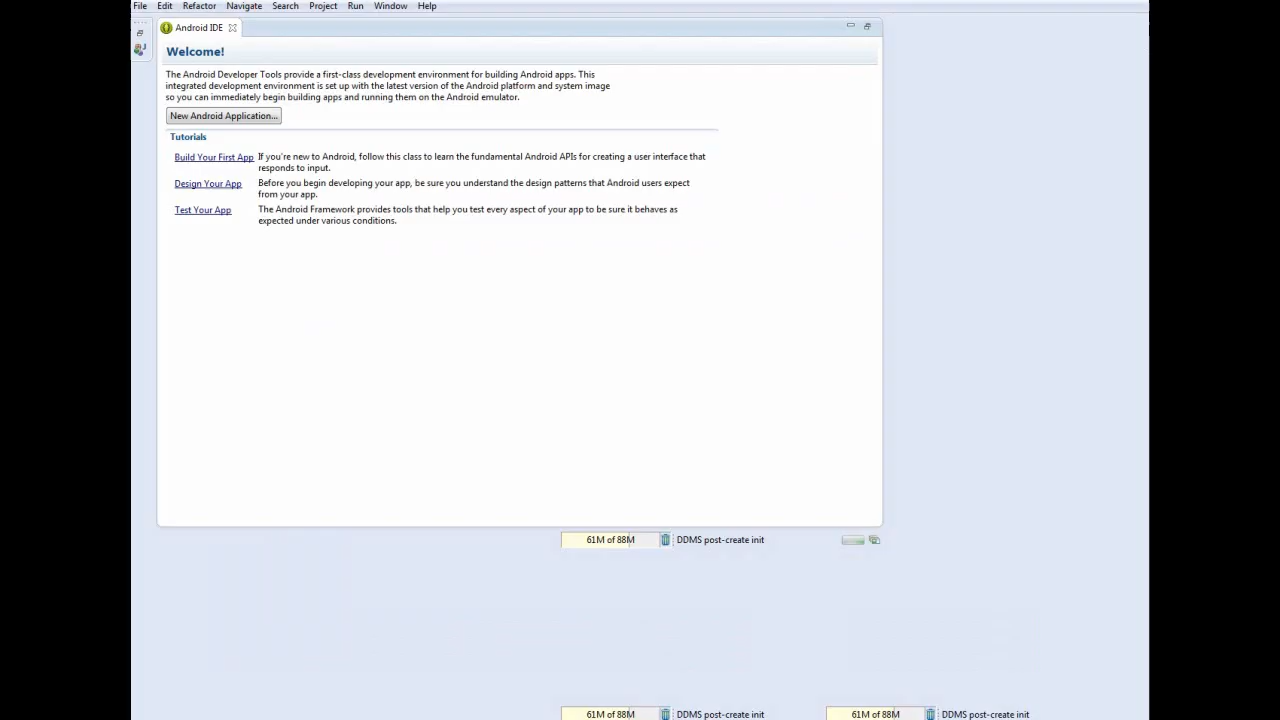 File Edit Refactor Navigate Search Project Run Window Help
Android IDE
Welcome!
The Android Developer Tools provide a first-class development environment for building Android apps. This
integrated development environment is set up with the latest version of the Android platform and system image
so you can immediately begin building apps and running them on the Android emulator.
New Android Application...
Tutorials
Build Your First App If you're new to Android, follow this class to learn the fundamental Android APIs for creating a user interface that
responds to input.
Design Your App Before you begin developing your app, be sure you understand the design patterns that Android users expect
from your app.
Test Your App The Android Framework provides tools that help you test every aspect of your app to be sure it behaves as
expected under various conditions.
61M of 88M DDMS post-create init
61M of 88M DDMS post-create init 61M of 88M DDMS post-create init